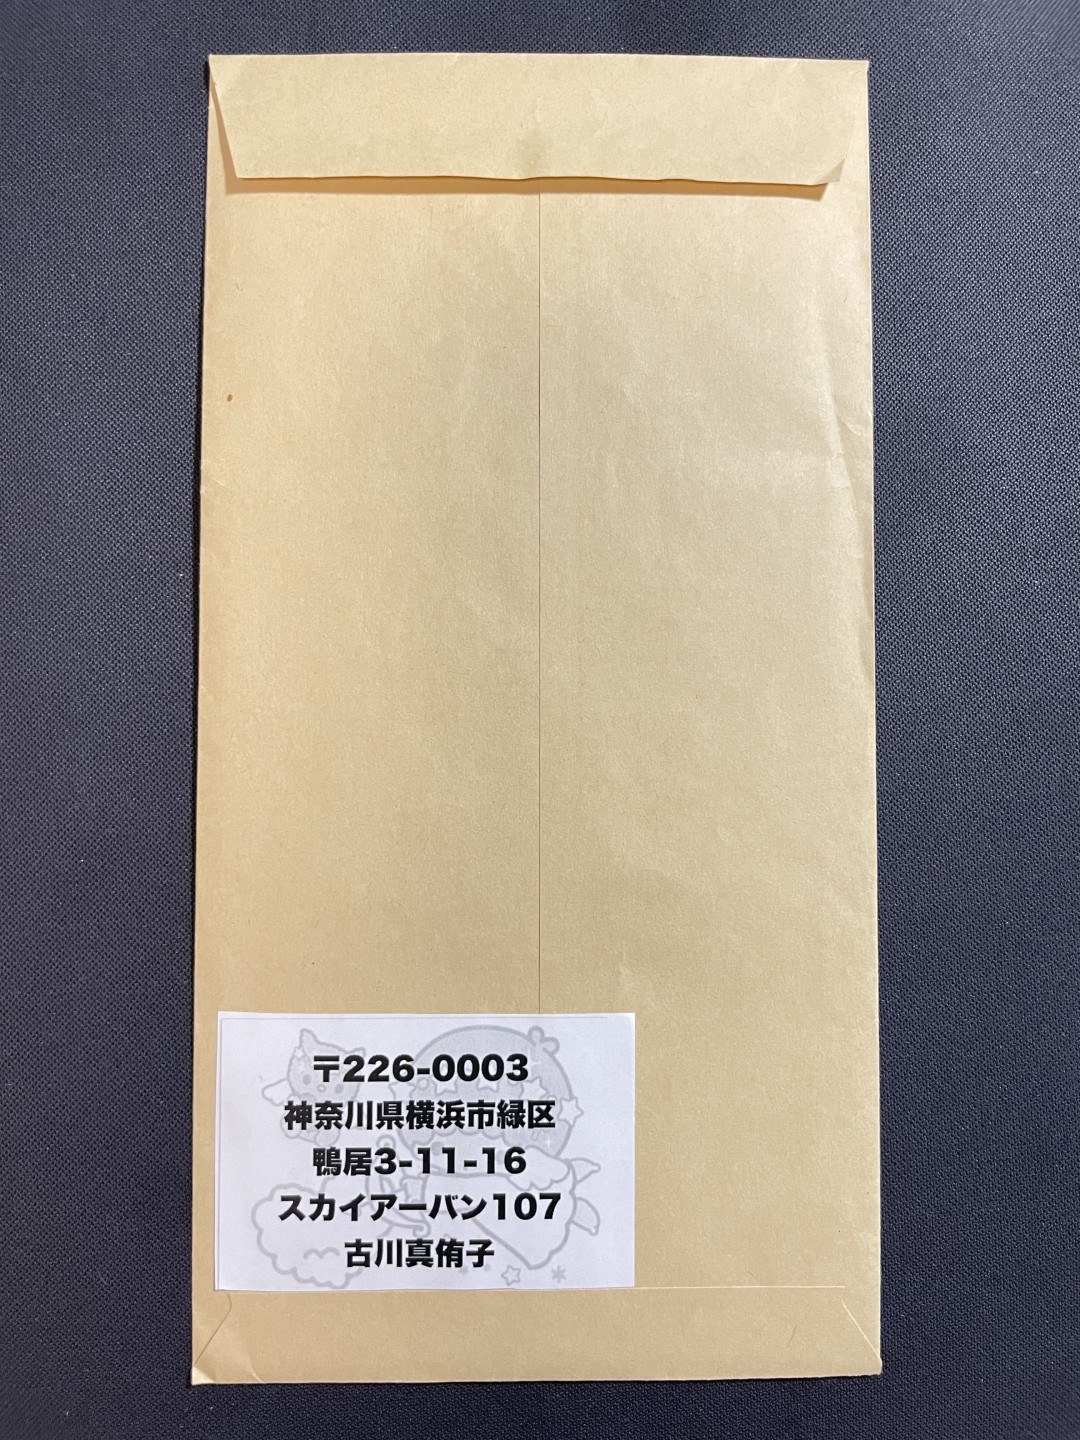 〒226-0003
神奈川県横浜市緑区
鴨居3-11-16
スカイアーバン107
古川真侑子